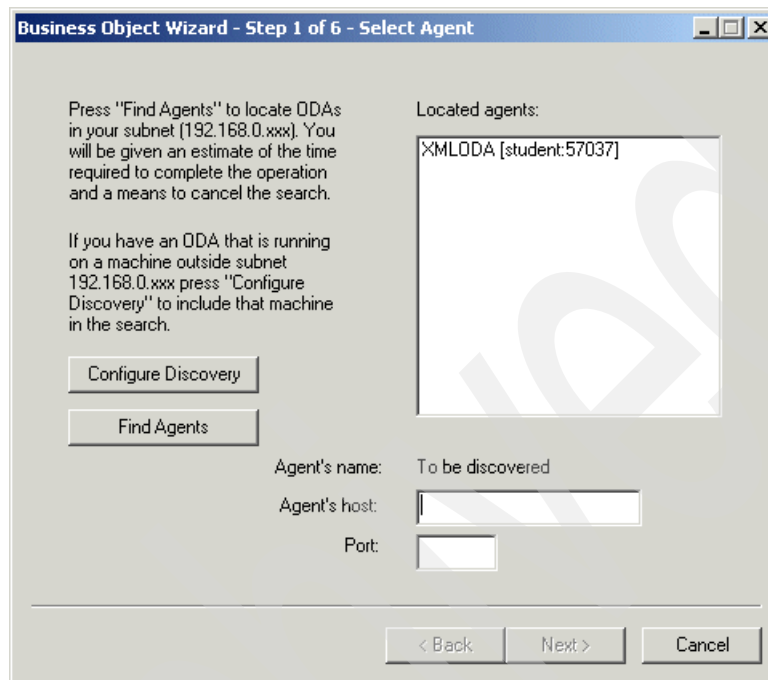 Business Object Wizard - Step 1 of 6 - Select Agent
Press "Find Agents" to locate ODAs
in your subnet (192.168.0.xxx). You
will be given an estimate of the time
required to complete the operation
and a means to cancel the search.
If you have an ODA that is running
on a machine outside subnet
192.168.0.xxx press "Configure
Discovery" to include that machine
in the search.
Configure Discovery
Find Agents
Located agents:
XMLODA [student:57037]
Agent's name: To be discovered
Agent's host:
Port:
< Back Next > Cancel